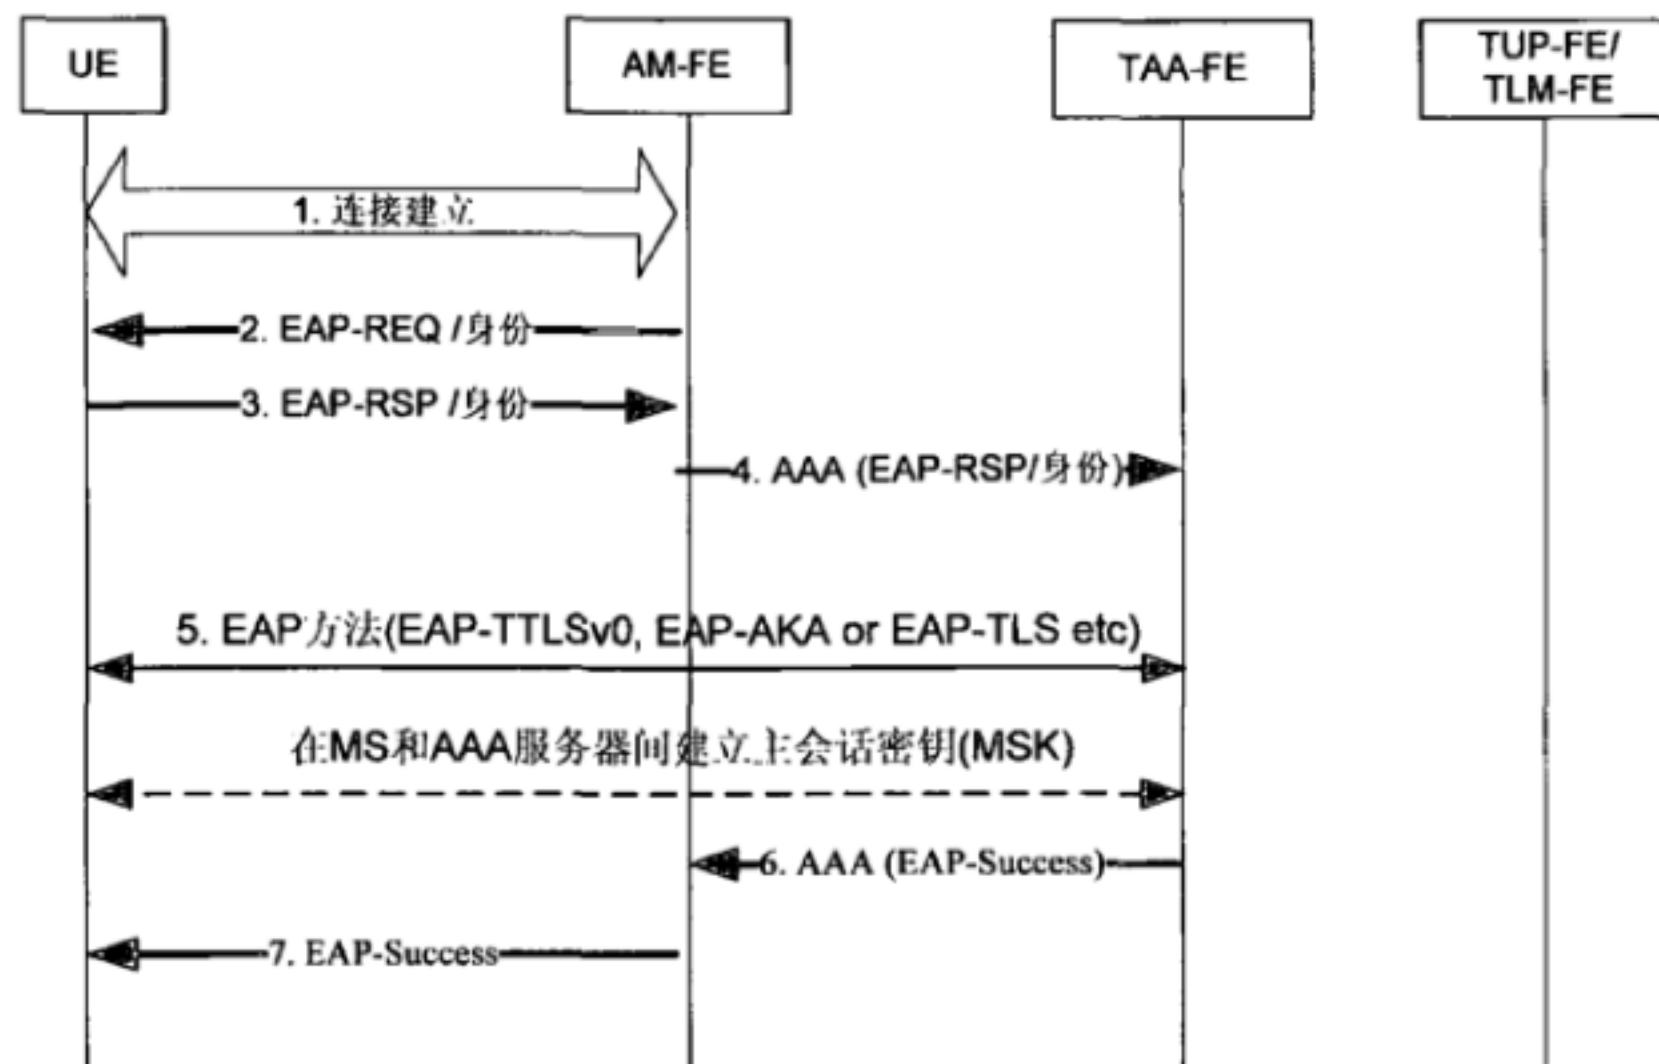 UE
AM-FE
TAA-FE
TUP-FE/
TLM-FE
1. 连接建立
2. EAP-REQ /身份
3. EAP-RSP /身份
4. AAA (EAP-RSP/身份)
5. EAP方法(EAP-TTLSv0, EAP-AKA or EAP-TLS etc)
在MS和AAA服务器间建立主会话密钥(MSK)
6. AAA (EAP-Success)
7. EAP-Success